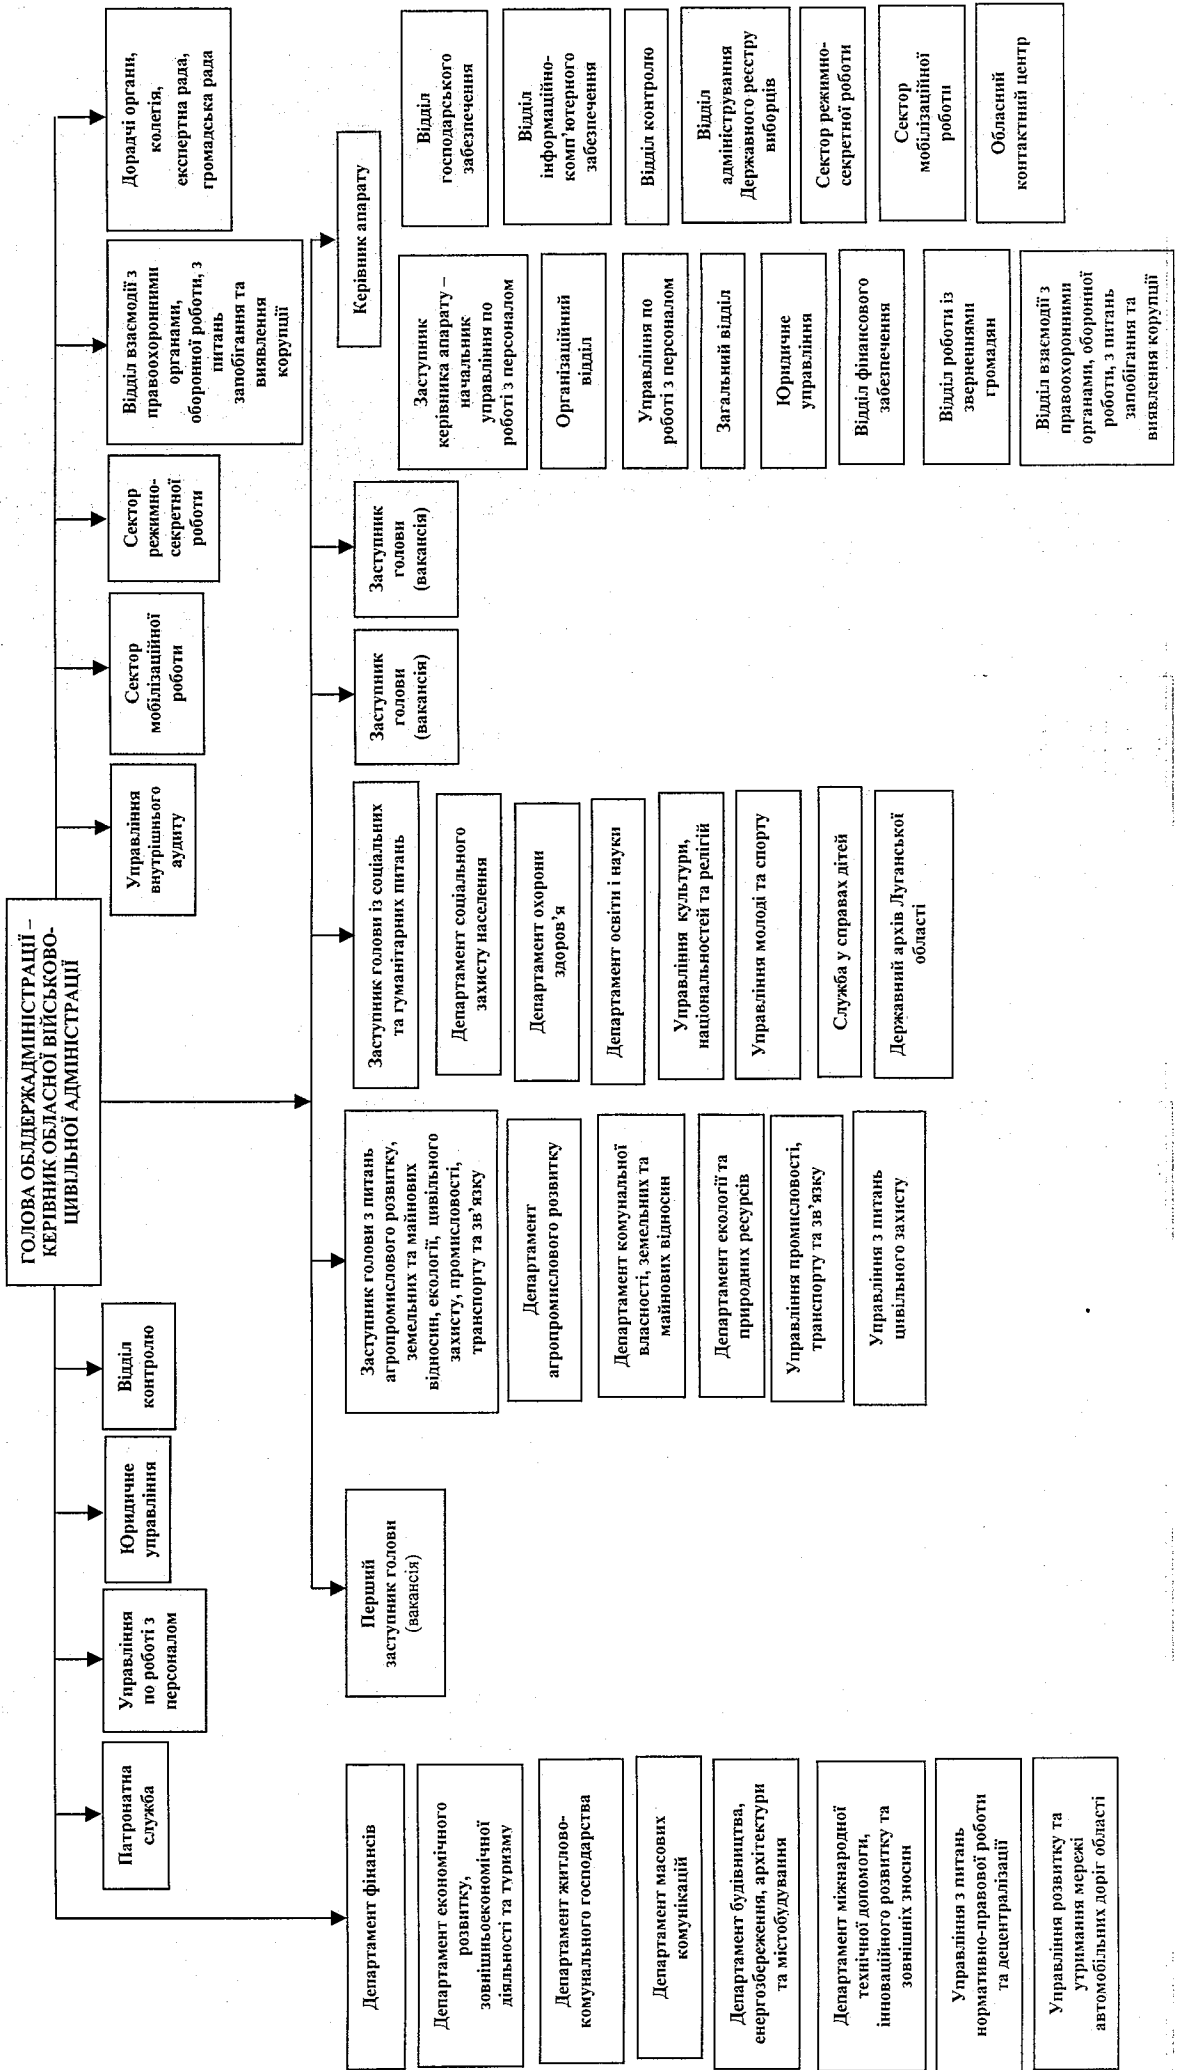 ГОЛОВА ОБЛДЕРЖАДМІНІСТРАЦІЇ –
КЕРІВНИК ОБЛАСНОЇ ВІЙСЬКОВО-
ЦИВІЛЬНОЇ АДМІНІСТРАЦІЇ
Патронатна
служба
Управління
по роботі з
персоналом
Юридичне
управління
Відділ
контролю
Управління
внутрішнього
аудиту
Сектор
мобілізаційної
роботи
Сектор
режимно-
секретної
роботи
Відділ взаємодії з
правоохоронними
органами,
оборонної роботи, з
питань
запобігання та
виявлення
корупції
Дорадчі органи,
колегія,
експертна рада,
громадська рада
Департамент фінансів
Департамент економічного
розвитку,
зовнішньоекономічної
діяльності та туризму
Департамент житлово-
комунального господарства
Департамент масових
комунікацій
Департамент будівництва,
енергозбереження, архітектури
та містобудування
Департамент міжнародної
технічної допомоги,
інноваційного розвитку та
зовнішніх зносин
Управління з питань
нормативно-правової роботи
та децентралізації
Управління розвитку та
утримання мережі
автомобільних доріг області
Перший
заступник голови
(вакансія)
Заступник голови з питань
агропромислового розвитку,
земельних та майнових
відносин, екології, цивільного
захисту, промисловості,
транспорту та зв’язку
Департамент
агропромислового розвитку
Департамент комунальної
власності, земельних та
майнових відносин
Департамент екології та
природних ресурсів
Управління промисловості,
транспорту та зв’язку
Управління з питань
цивільного захисту
Заступник голови із соціальних
та гуманітарних питань
Департамент соціального
захисту населення
Департамент охорони
здоров’я
Департамент освіти і науки
Управління культури,
національностей та релігій
Управління молоді та спорту
Служба у справах дітей
Державний архів Луганської
області
Заступник
голови
(вакансія)
Заступник
голови
(вакансія)
Керівник апарату
Заступник
керівника апарату –
начальник
управління по
роботі з персоналом
Організаційний
відділ
Управління по
роботі з персоналом
Загальний відділ
Юридичне
управління
Відділ фінансового
забезпечення
Відділ роботи із
зверненнями
громадян
Відділ взаємодії з
правоохоронними
органами, оборонної
роботи, з питань
запобігання та
виявлення корупції
Відділ
господарського
забезпечення
Відділ
інформаційно-
комп’ютерного
забезпечення
Відділ контролю
Відділ
адміністрування
Державного реєстру
виборців
Сектор режимно-
секретної роботи
Сектор
мобілізаційної
роботи
Обласний
контактний центр